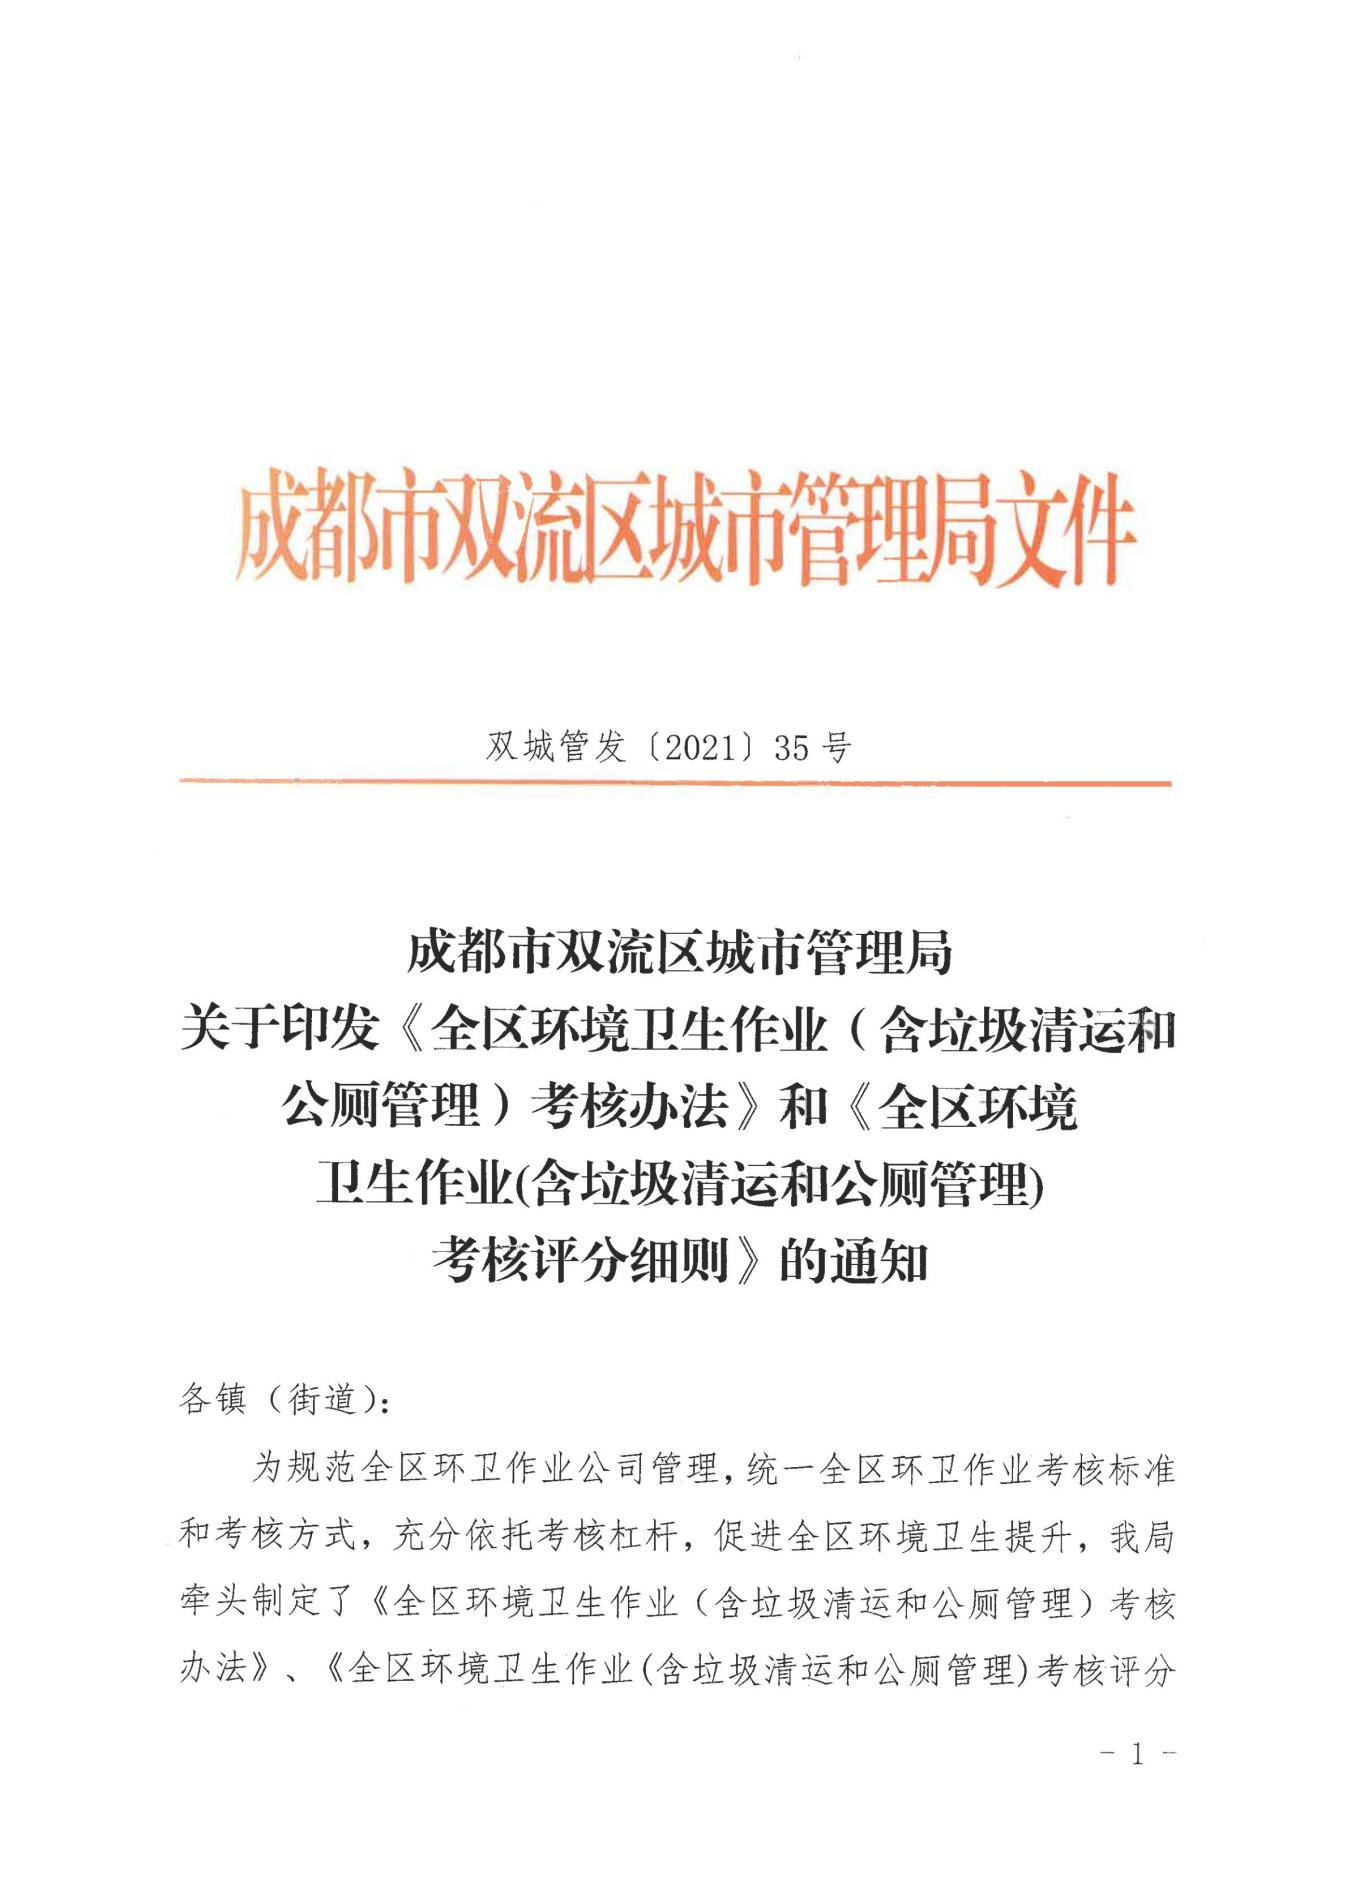 成都市双流区城市管理局文件
双城管发〔2021〕35号
成都市双流区城市管理局
关于印发《全区环境卫生作业（含垃圾清运和
公厕管理）考核办法》和《全区环境
卫生作业(含垃圾清运和公厕管理)
考核评分细则》的通知
各镇（街道）：
为规范全区环卫作业公司管理，统一全区环卫作业考核标准
和考核方式，充分依托考核杠杆，促进全区环境卫生提升，我局
牵头制定了《全区环境卫生作业（含垃圾清运和公厕管理）考核
办法》、《全区环境卫生作业(含垃圾清运和公厕管理)考核评分
- 1 -